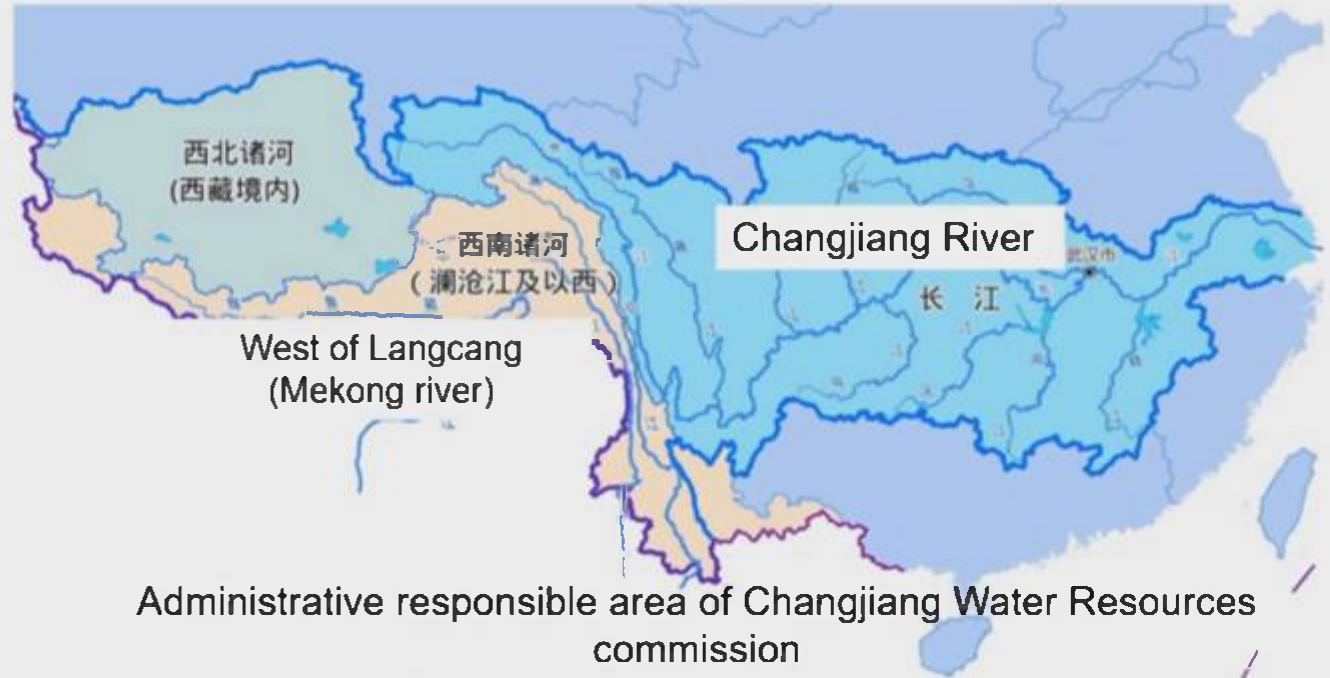 西北诸河
(西藏境内)
西南诸河
(澜沧江及以西)
Changjiang River
武汉市
长 江
West of Langcang
(Mekong river)
Administrative responsible area of Changjiang Water Resources
commission